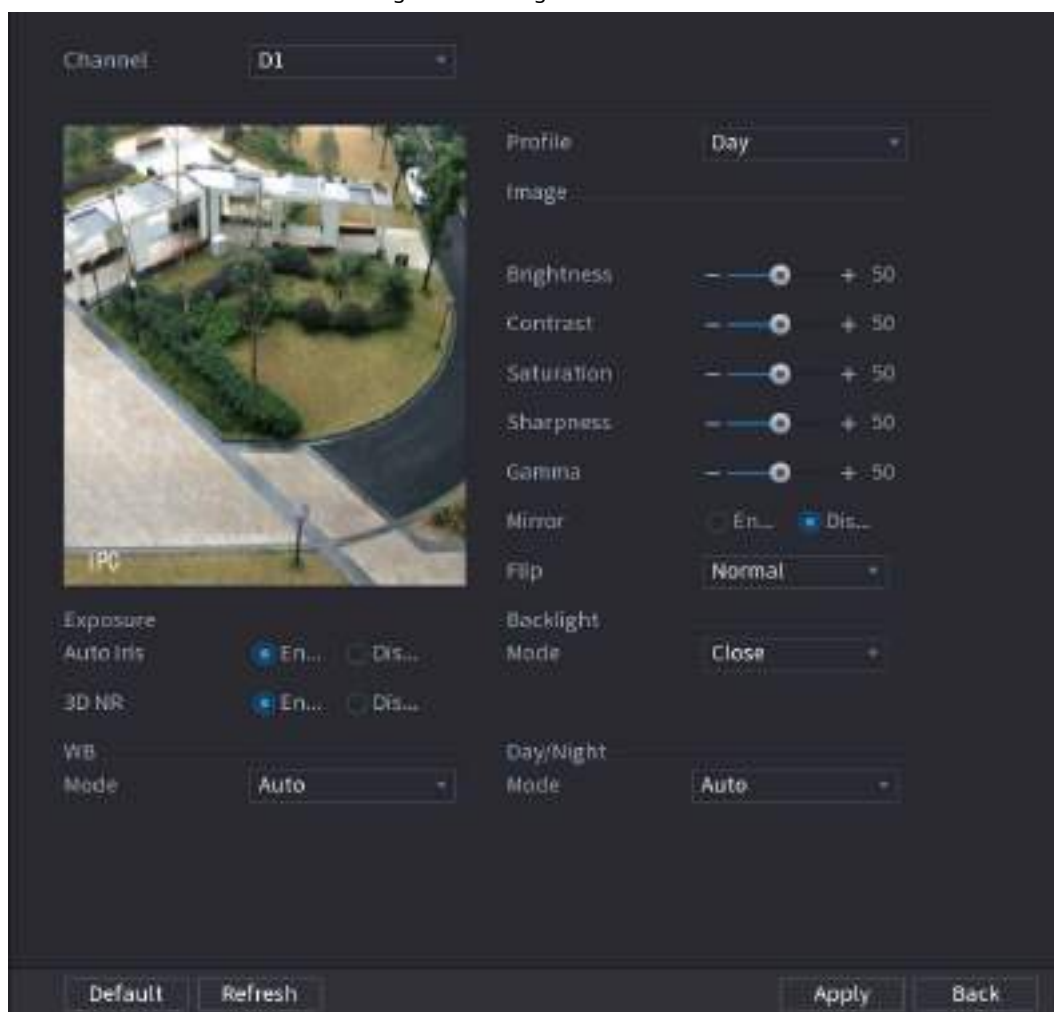 Channel D1
Profile Day
Image
Brightness - + 50
Contrast - + 50
Saturation - + 50
Sharpness - + 50
Gamma - + 50
Mirror En... Dis...
IPC
Flip Normal
Exposure
Auto Iris En... Dis...
3D NR En... Dis...
Backlight
Mode Close
WB
Mode Auto
Day/Night
Mode Auto
Default Refresh Apply Back